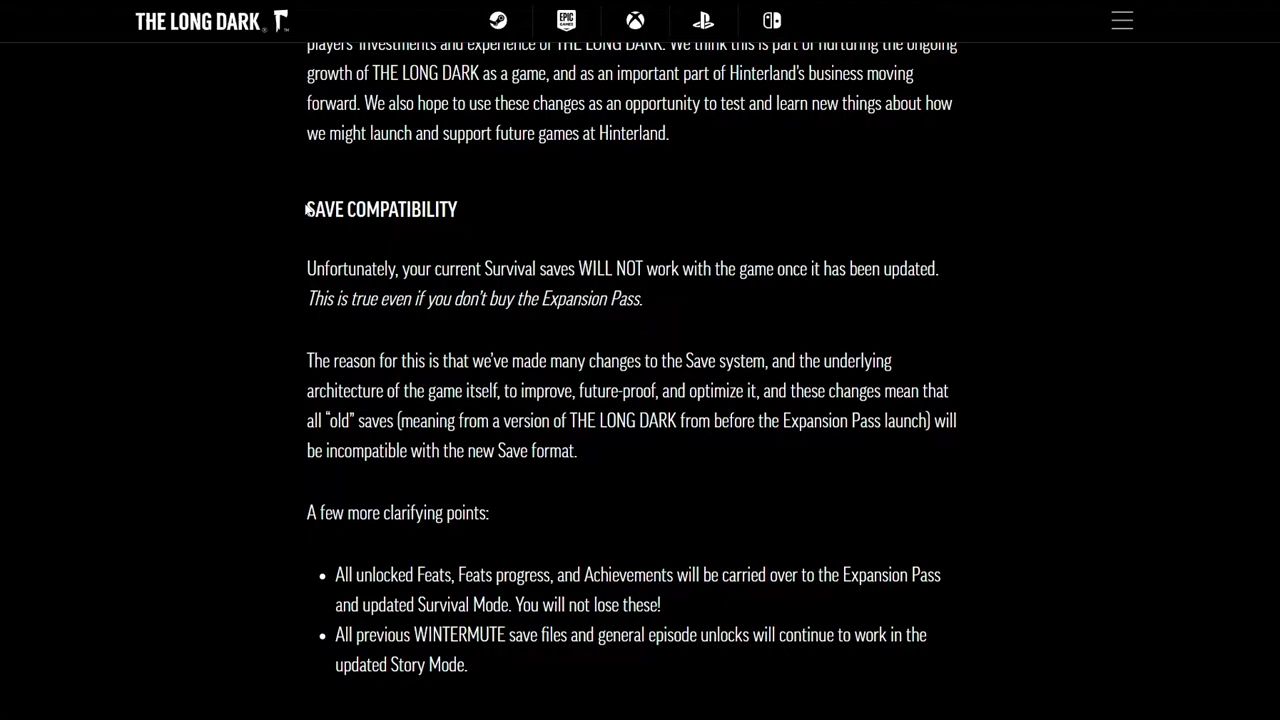 THE LONG DARK
EPIC GAMES
players' investments and experience of THE LONG DARK. We think this is part of nurturing the ongoing
growth of THE LONG DARK as a game, and as an important part of Hinterland's business moving
forward. We also hope to use these changes as an opportunity to test and learn new things about how
we might launch and support future games at Hinterland.
SAVE COMPATIBILITY
Unfortunately, your current Survival saves WILL NOT work with the game once it has been updated.
This is true even if you don't buy the Expansion Pass.
The reason for this is that we've made many changes to the Save system, and the underlying
architecture of the game itself, to improve, future-proof, and optimize it, and these changes mean that
all “old” saves (meaning from a version of THE LONG DARK from before the Expansion Pass launch) will
be incompatible with the new Save format.
A few more clarifying points:
• All unlocked Feats, Feats progress, and Achievements will be carried over to the Expansion Pass
and updated Survival Mode. You will not lose these!
• All previous WINTERMUTE save files and general episode unlocks will continue to work in the
updated Story Mode.